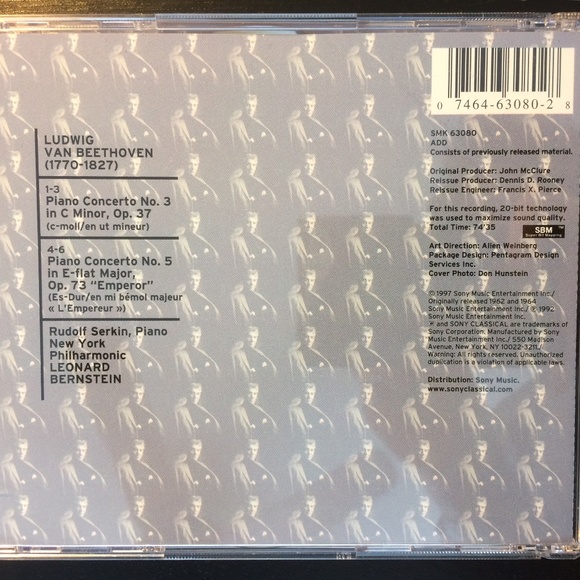 LUDWIG
VAN BEETHOVEN
(1770-1827)
1-3
Piano Concerto No. 3
in C Minor, Op. 37
(c-moll/en ut mineur)
4-6
Piano Concerto No. 5
in E-flat Major,
Op. 73 “Emperor”
(Es-Dur/en mi bémol majeur
« L'Empereur »)
Rudolf Serkin, Piano
New York
Philharmonic
LEONARD
BERNSTEIN
0 7464-63080-2 8
SMK 63080
ADD
Consists of previously released material.
Original Producer: John McClure
Reissue Producer: Dennis D. Rooney
Reissue Engineer: Francis X. Pierce
For this recording, 20-bit technology
was used to maximize sound quality.
Total Time: 74'35
SBM™
Super Bit Mapping
Art Direction: Allen Weinberg
Package Design: Pentagram Design
Services Inc.
Cover Photo: Don Hunstein
© 1997 Sony Music Entertainment Inc./
Originally released 1962 and 1964
Sony Music Entertainment Inc./ ℗ 1992
Sony Music Entertainment Inc.
and SONY CLASSICAL are trademarks of
Sony Corporation. Manufactured by Sony
Music Entertainment Inc./ 550 Madison
Avenue, New York, NY 10022-3211./
Warning: All rights reserved. Unauthorized
duplication is a violation of applicable laws.
Distribution: Sony Music.
www.sonyclassical.com